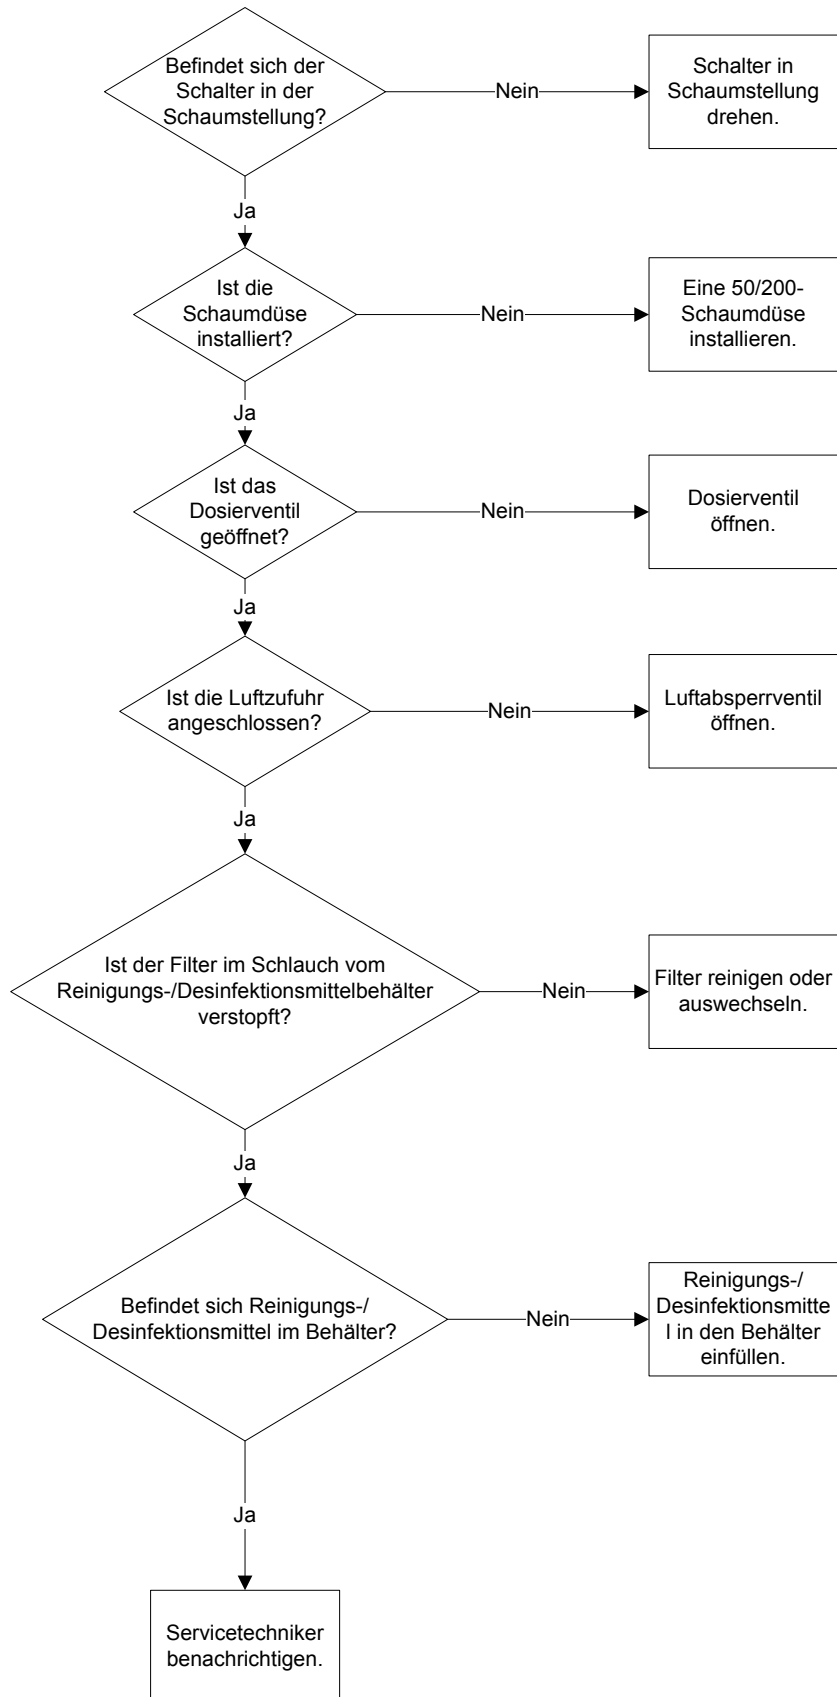 Befindet sich der
Schalter in der
Schaumstellung?
Nein
Schalter in
Schaumstellung
drehen.
Ja
Ist die
Schaumdüse
installiert?
Nein
Eine 50/200-
Schaumdüse
installieren.
Ja
Ist das
Dosierventil
geöffnet?
Nein
Dosierventil
öffnen.
Ja
Ist die Luftzufuhr
angeschlossen?
Nein
Luftabsperrventil
öffnen.
Ja
Ist der Filter im Schlauch vom
Reinigungs-/Desinfektionsmittelbehälter
verstopft?
Nein
Filter reinigen oder
auswechseln.
Ja
Befindet sich Reinigungs-/
Desinfektionsmittel im Behälter?
Nein
Reinigungs-/
Desinfektionsmitte
l in den Behälter
einfüllen.
Ja
Servicetechniker
benachrichtigen.